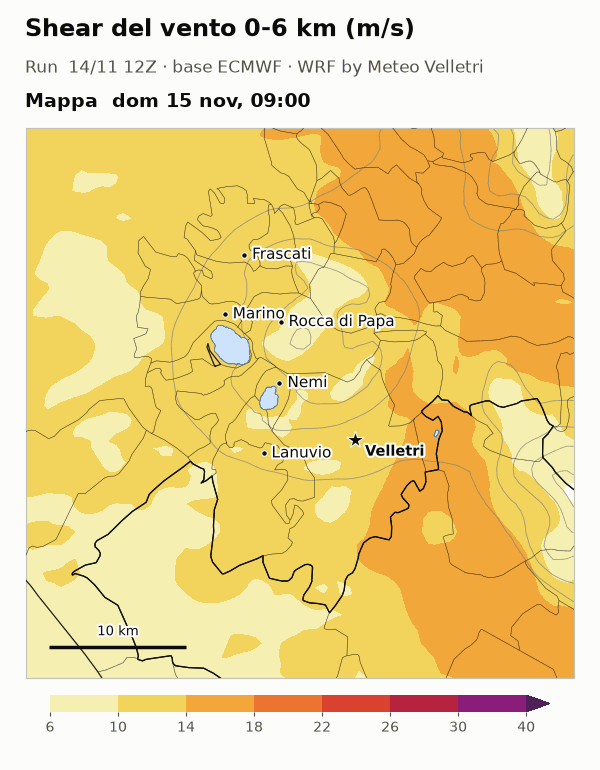 Shear del vento 0-6 km (m/s)
Run  14/11 12Z · base ECMWF · WRF by Meteo Velletri
Mappa  dom 15 nov, 09:00
Frascati
Marino
Rocca di Papa
Nemi
Velletri
Lanuvio
10 km
6 10 14 18 22 26 30 40